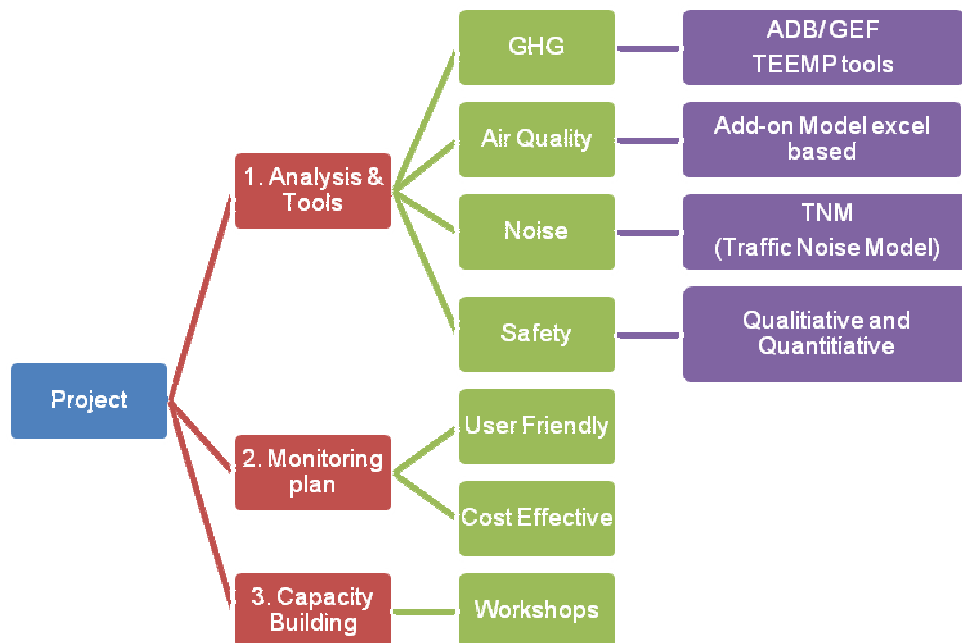 GHG
ADB/ GEF
TEEMP tools
Air Quality
Add-on Model excel
based
1. Analysis &
Tools
Noise
TNM
(Traffic Noise Model)
Safety
Qualitiative and
Quantitiative
Project
User Friendly
2. Monitoring
plan
Cost Effective
3. Capacity
Building
Workshops